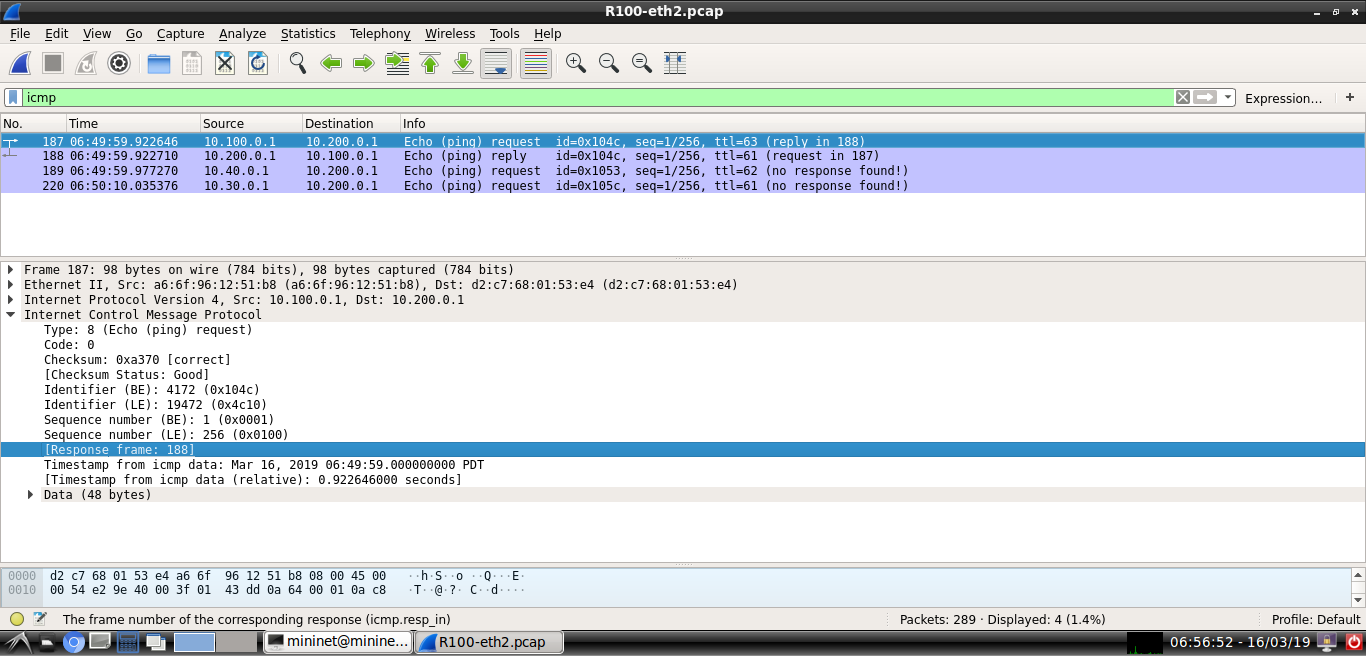 R100-eth2.pcap
File Edit View Go Capture Analyze Statistics Telephony Wireless Tools Help
icmp Expression... +
No. Time Source Destination Info
187 06:49:59.922646 10.100.0.1 10.200.0.1 Echo (ping) request id=0x104c, seq=1/256, ttl=63 (reply in 188)
188 06:49:59.922710 10.200.0.1 10.100.0.1 Echo (ping) reply id=0x104c, seq=1/256, ttl=61 (request in 187)
189 06:49:59.977270 10.40.0.1 10.200.0.1 Echo (ping) request id=0x1053, seq=1/256, ttl=62 (no response found!)
220 06:50:10.035376 10.30.0.1 10.200.0.1 Echo (ping) request id=0x105c, seq=1/256, ttl=61 (no response found!)
Frame 187: 98 bytes on wire (784 bits), 98 bytes captured (784 bits)
Ethernet II, Src: a6:6f:96:12:51:b8 (a6:6f:96:12:51:b8), Dst: d2:c7:68:01:53:e4 (d2:c7:68:01:53:e4)
Internet Protocol Version 4, Src: 10.100.0.1, Dst: 10.200.0.1
Internet Control Message Protocol
Type: 8 (Echo (ping) request)
Code: 0
Checksum: 0xa370 [correct]
[Checksum Status: Good]
Identifier (BE): 4172 (0x104c)
Identifier (LE): 19472 (0x4c10)
Sequence number (BE): 1 (0x0001)
Sequence number (LE): 256 (0x0100)
[Response frame: 188]
Timestamp from icmp data: Mar 16, 2019 06:49:59.000000000 PDT
[Timestamp from icmp data (relative): 0.922646000 seconds]
Data (48 bytes)
0000 d2 c7 68 01 53 e4 a6 6f 96 12 51 b8 08 00 45 00 ··h·S··o ··Q···E·
0010 00 54 e2 9e 40 00 3f 01 43 dd 0a 64 00 01 0a c8 ·T··@·?· C··d····
The frame number of the corresponding response (icmp.resp_in) Packets: 289 · Displayed: 4 (1.4%) Profile: Default
mininet@minine... R100-eth2.pcap 06:56:52 - 16/03/19